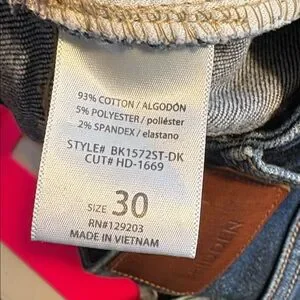 93% COTTON / ALGODÓN
5% POLYESTER / poliéster
2% SPANDEX / elastano
STYLE# BK1572ST-DK
CUT# HD-1669
SIZE 30
RN#129203
MADE IN VIETNAM